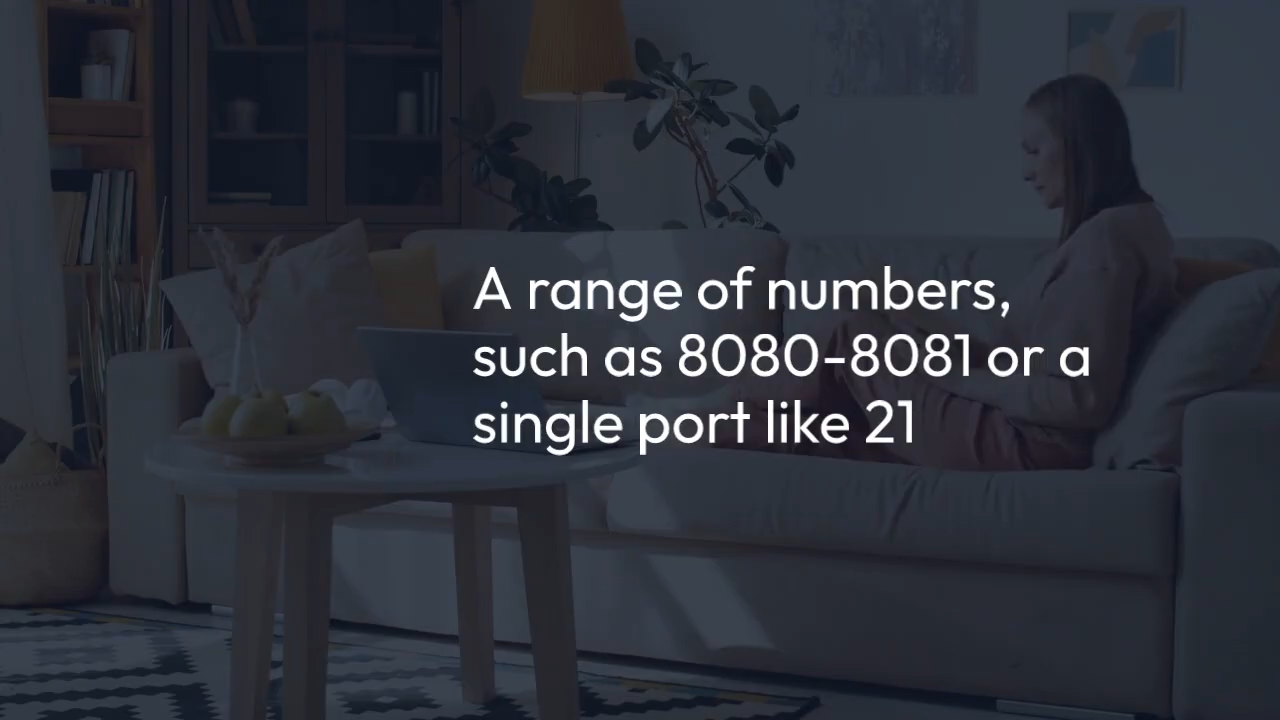 A range of numbers,
such as 8080-8081 or a
single port like 21